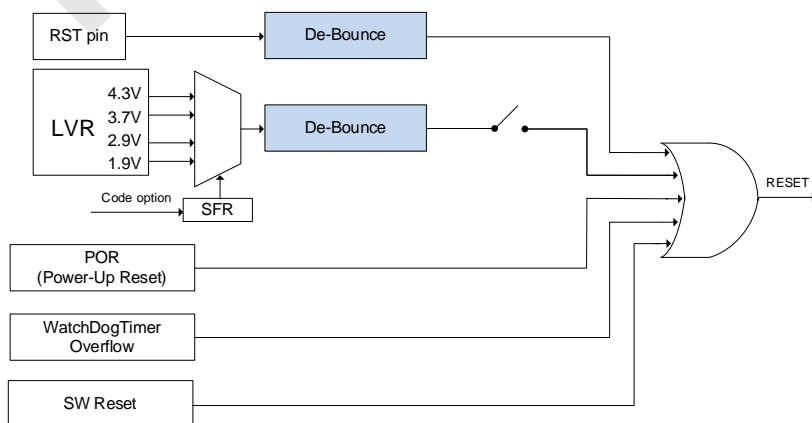 RST pin
De-Bounce
LVR
4.3V
3.7V
2.9V
1.9V
De-Bounce
Code option
SFR
RESET
POR
(Power-Up Reset)
WatchDogTimer
Overflow
SW Reset